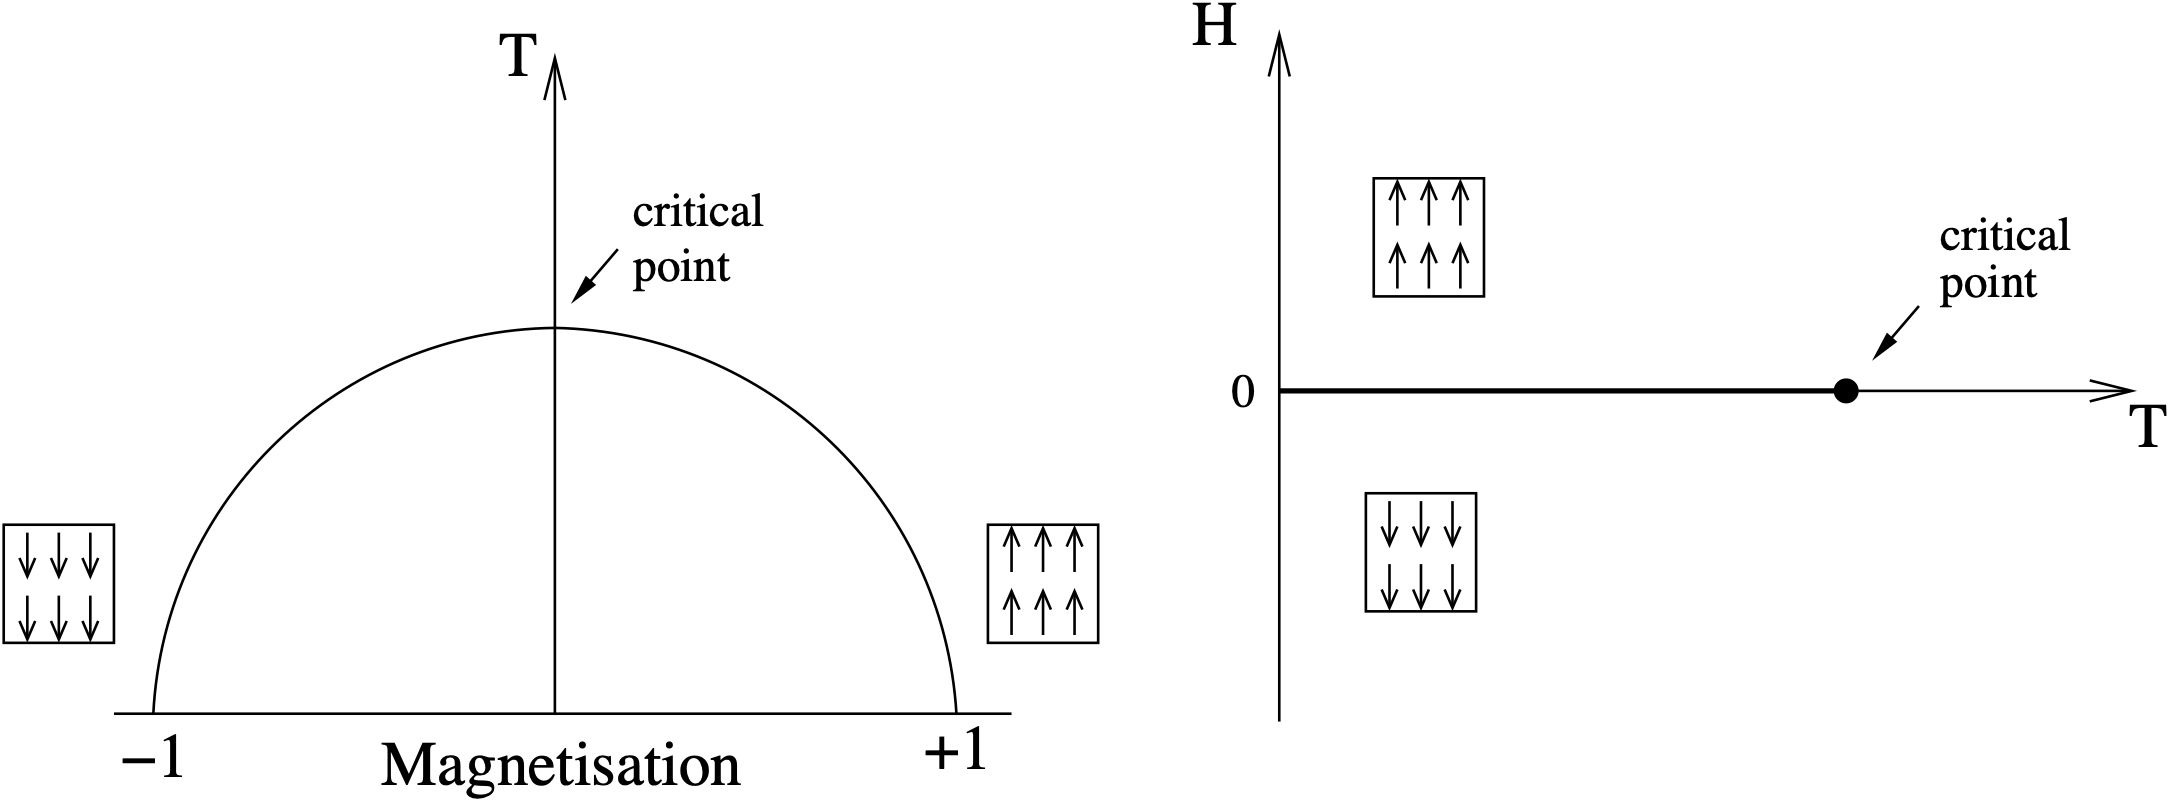 T
critical
point
−1
Magnetisation
+1
H
critical
point
0
T